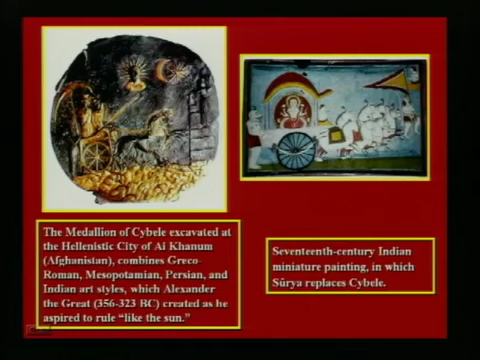 The Medallion of Cybele excavated at
the Hellenistic City of Ai Khanum
(Afghanistan), combines Greco-
Roman, Mesopotamian, Persian, and
Indian art styles, which Alexander
the Great (356-323 BC) created as he
aspired to rule “like the sun.”
Seventeenth-century Indian
miniature painting, in which
Sūrya replaces Cybele.